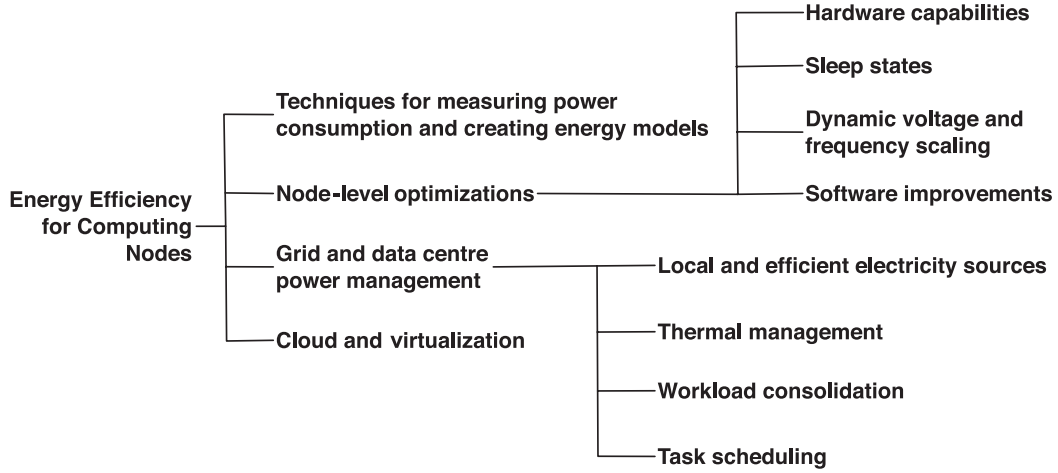 Energy Efficiency
for Computing
Nodes
Techniques for measuring power
consumption and creating energy models
Node-level optimizations
Hardware capabilities
Sleep states
Dynamic voltage and
frequency scaling
Software improvements
Grid and data centre
power management
Local and efficient electricity sources
Thermal management
Workload consolidation
Task scheduling
Cloud and virtualization